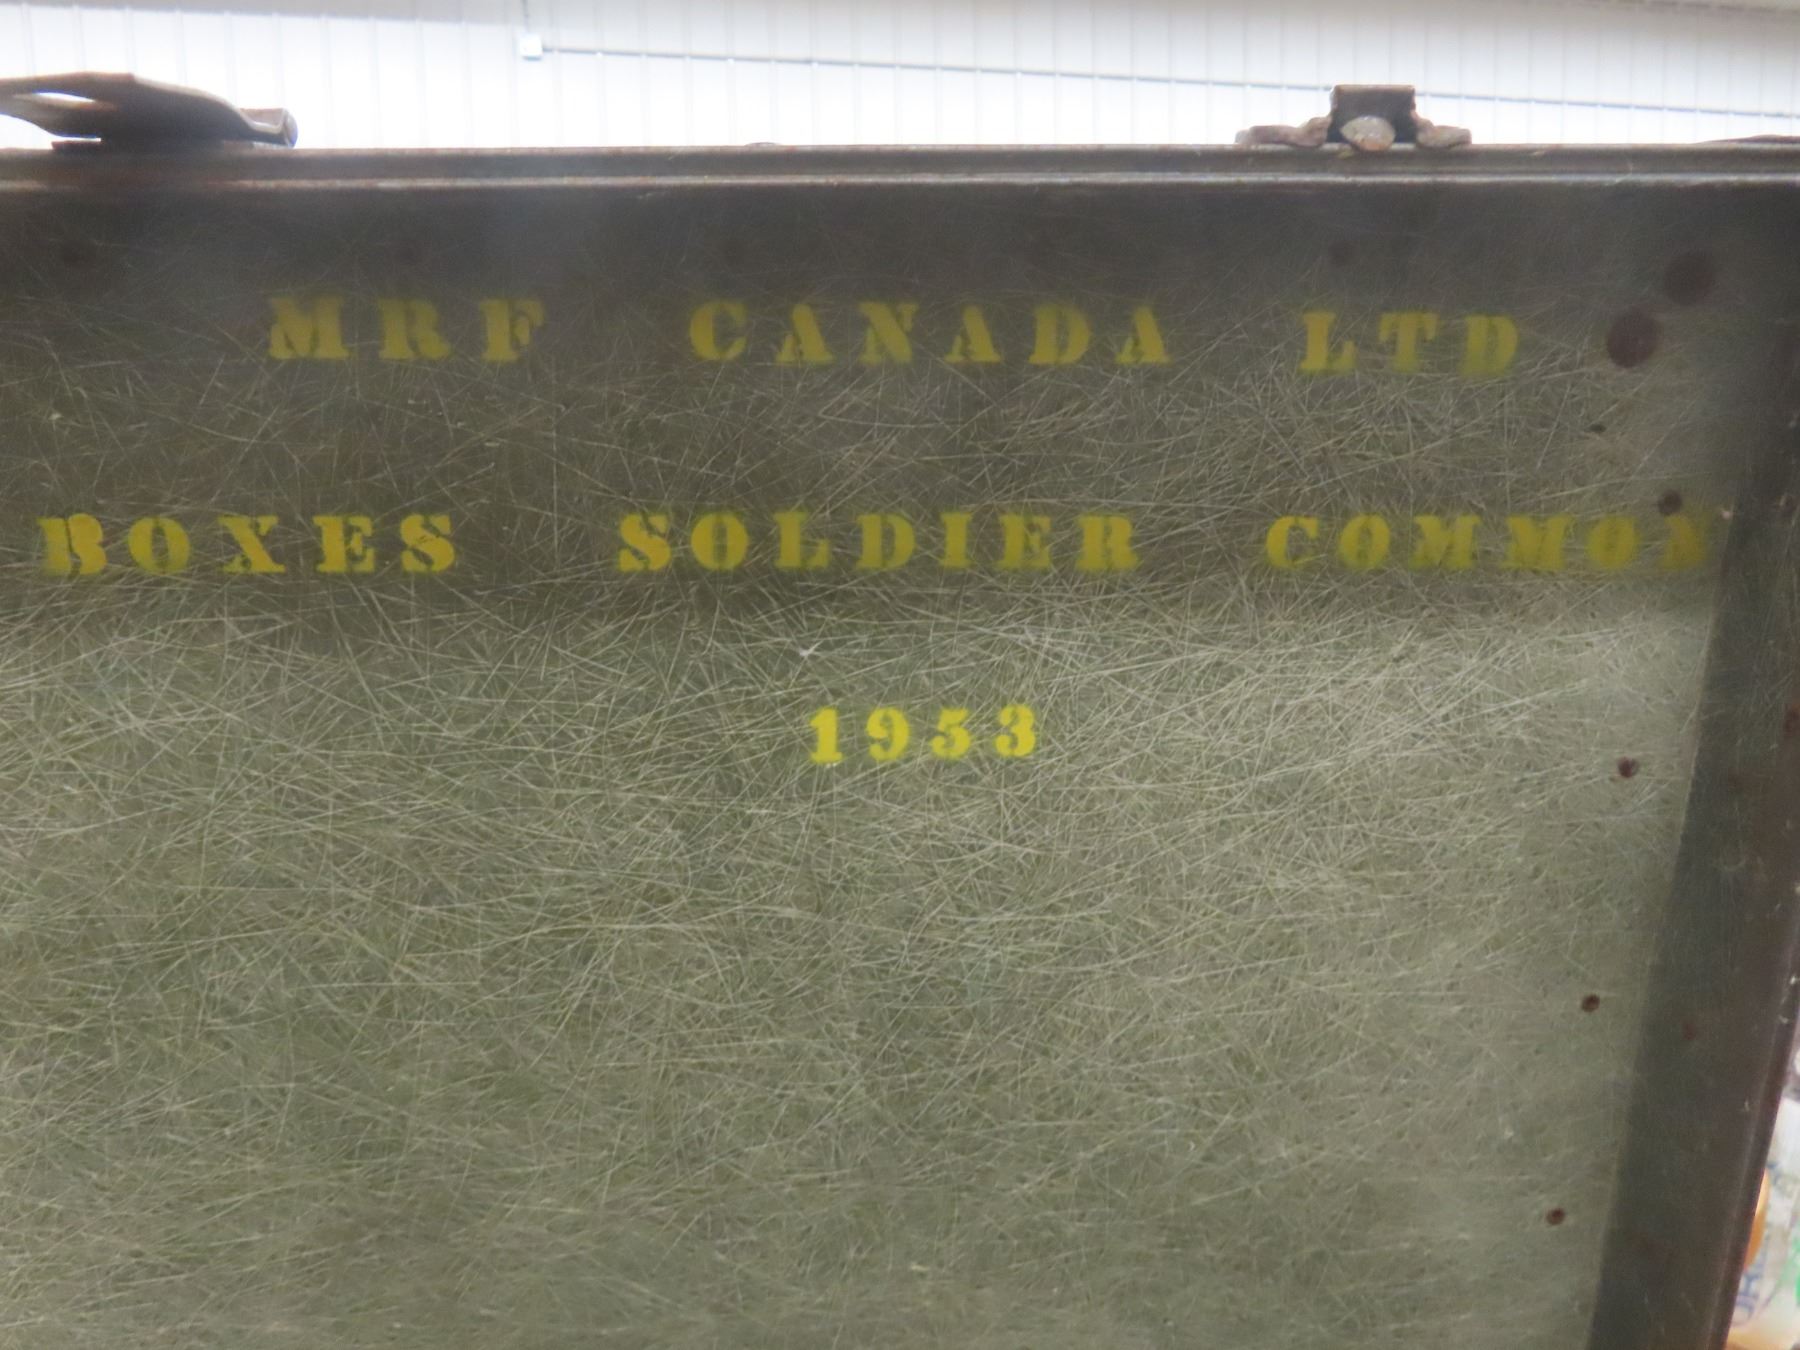 MRF CANADA LTD
BOXES SOLDIER COMMON
1953